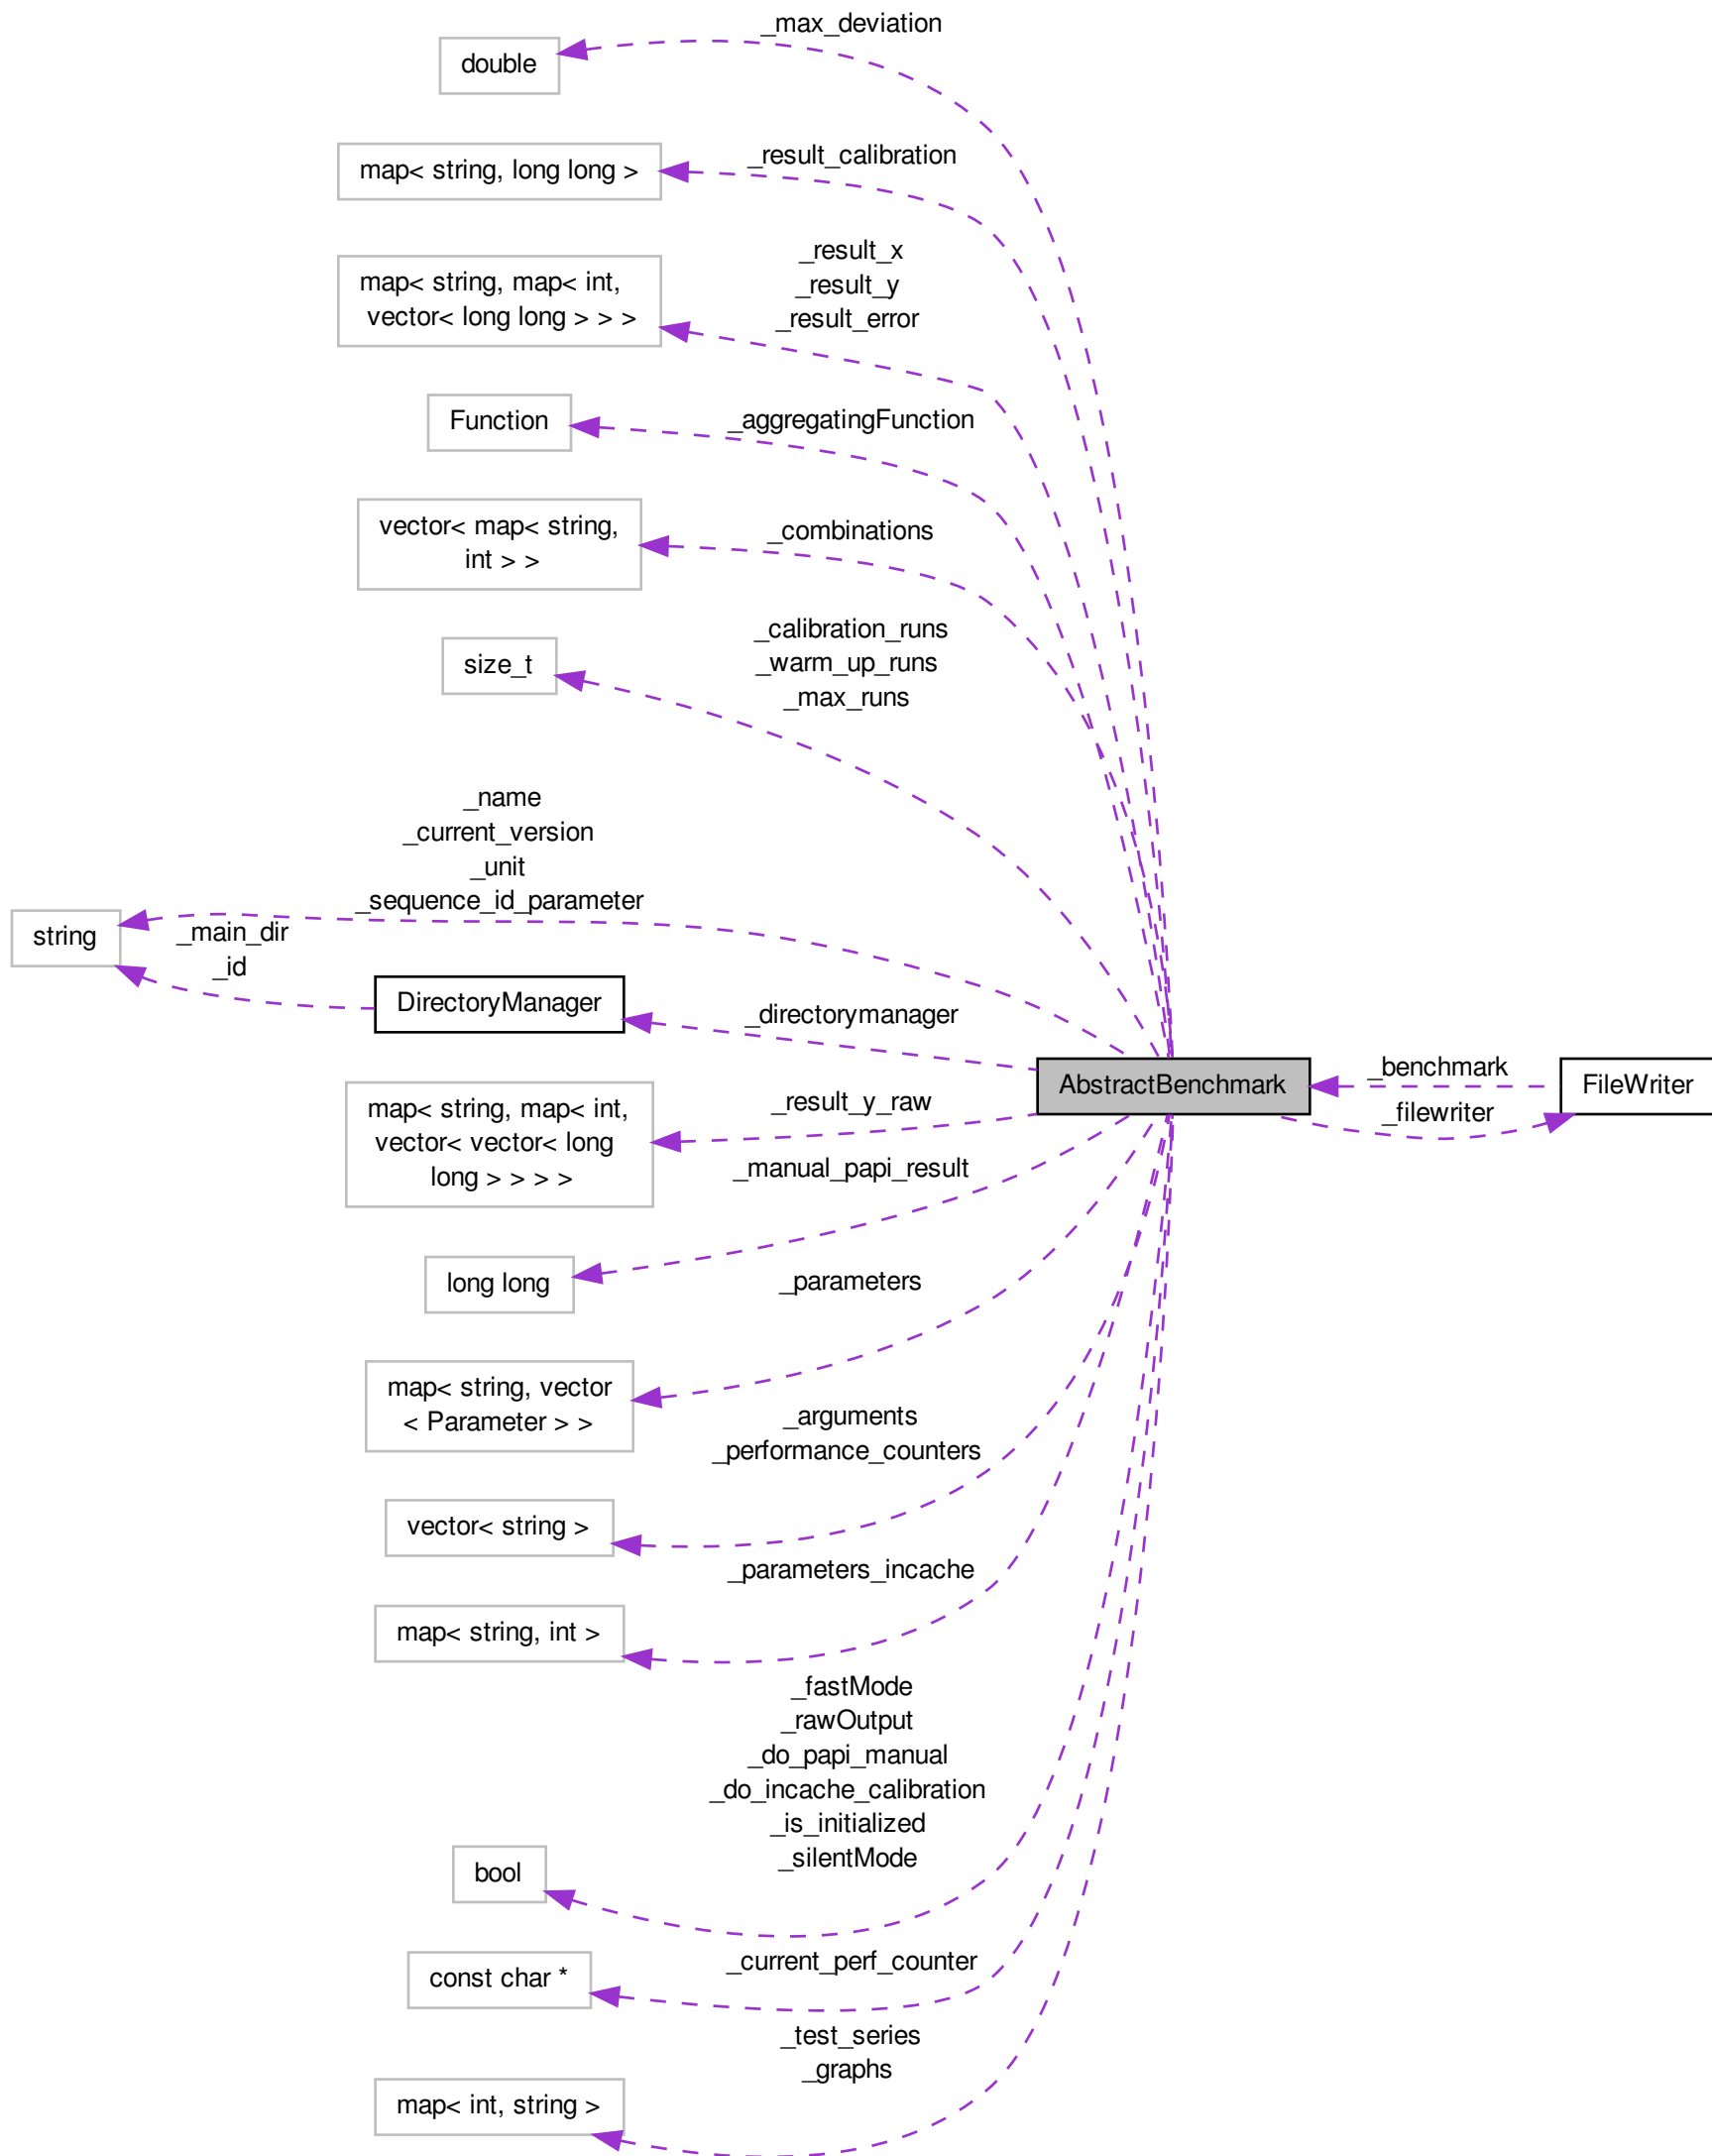 _max_deviation
double
_result_calibration
map< string, long long >
_result_x
_result_y
_result_error
map< string, map< int,
vector< long long > > >
_aggregatingFunction
Function
_combinations
vector< map< string,
int > >
_calibration_runs
_warm_up_runs
_max_runs
size_t
_name
_current_version
_unit
_sequence_id_parameter
string
_main_dir
_id
DirectoryManager
_directorymanager
AbstractBenchmark
_benchmark
_filewriter
FileWriter
_result_y_raw
map< string, map< int,
vector< vector< long
long > > > >
_manual_papi_result
long long
_parameters
map< string, vector
< Parameter > >
_arguments
_performance_counters
vector< string >
_parameters_incache
map< string, int >
_fastMode
_rawOutput
_do_papi_manual
_do_incache_calibration
_is_initialized
_silentMode
bool
_current_perf_counter
const char *
_test_series
_graphs
map< int, string >